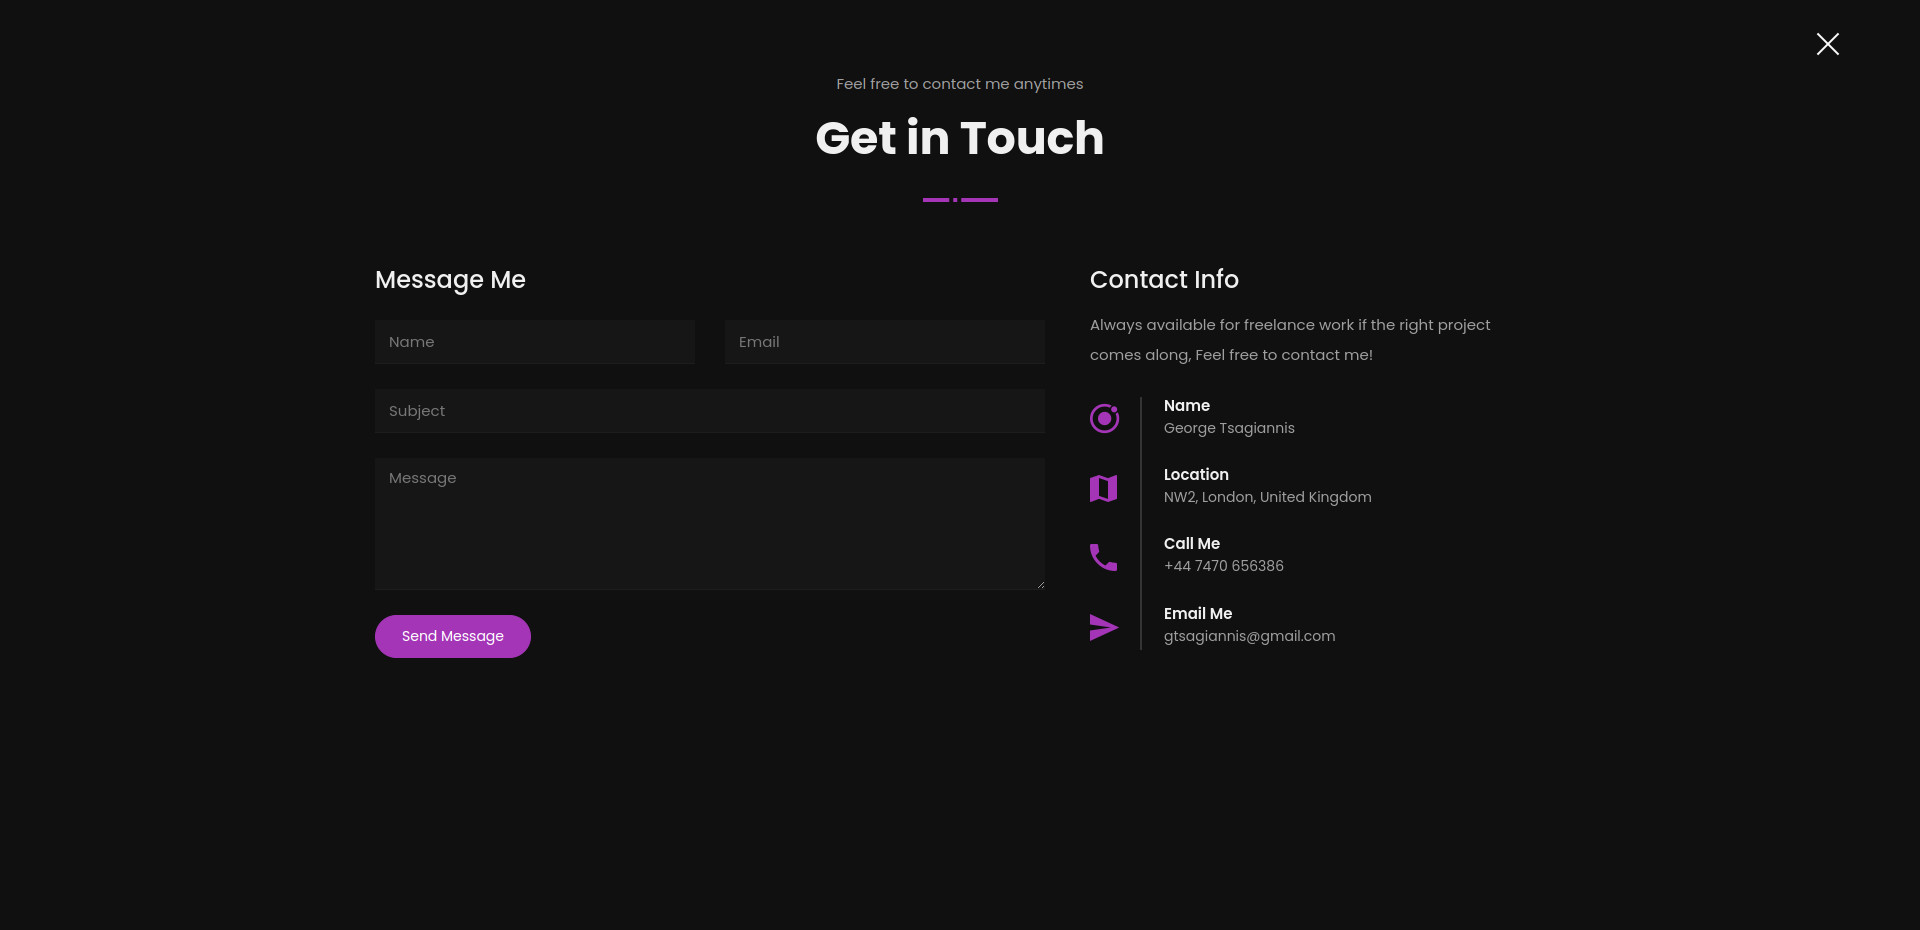 Feel free to contact me anytimes
Get in Touch
Message Me
Name
Email
Subject
Message
Send Message
Contact Info
Always available for freelance work if the right project
comes along, Feel free to contact me!
Name
George Tsagiannis
Location
NW2, London, United Kingdom
Call Me
+44 7470 656386
Email Me
gtsagiannis@gmail.com